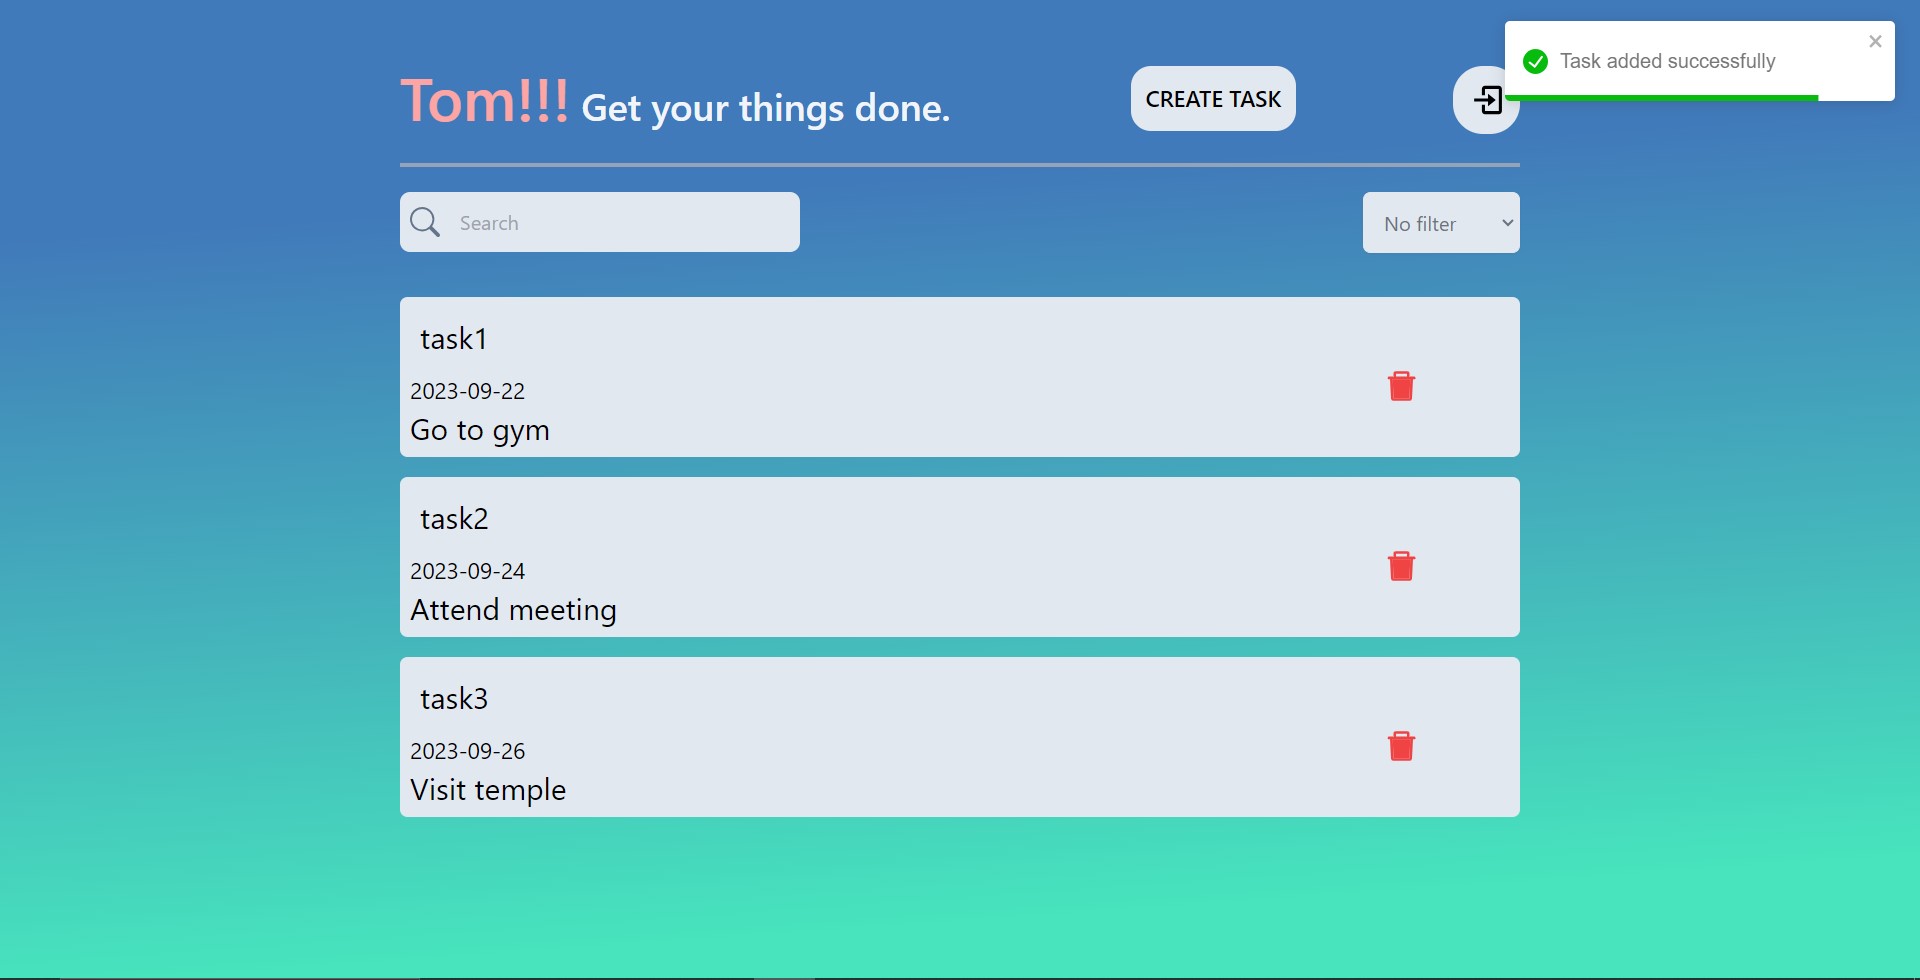 Tom!!! Get your things done.
CREATE TASK
Task added successfully
Search
No filter
task1
2023-09-22
Go to gym
task2
2023-09-24
Attend meeting
task3
2023-09-26
Visit temple